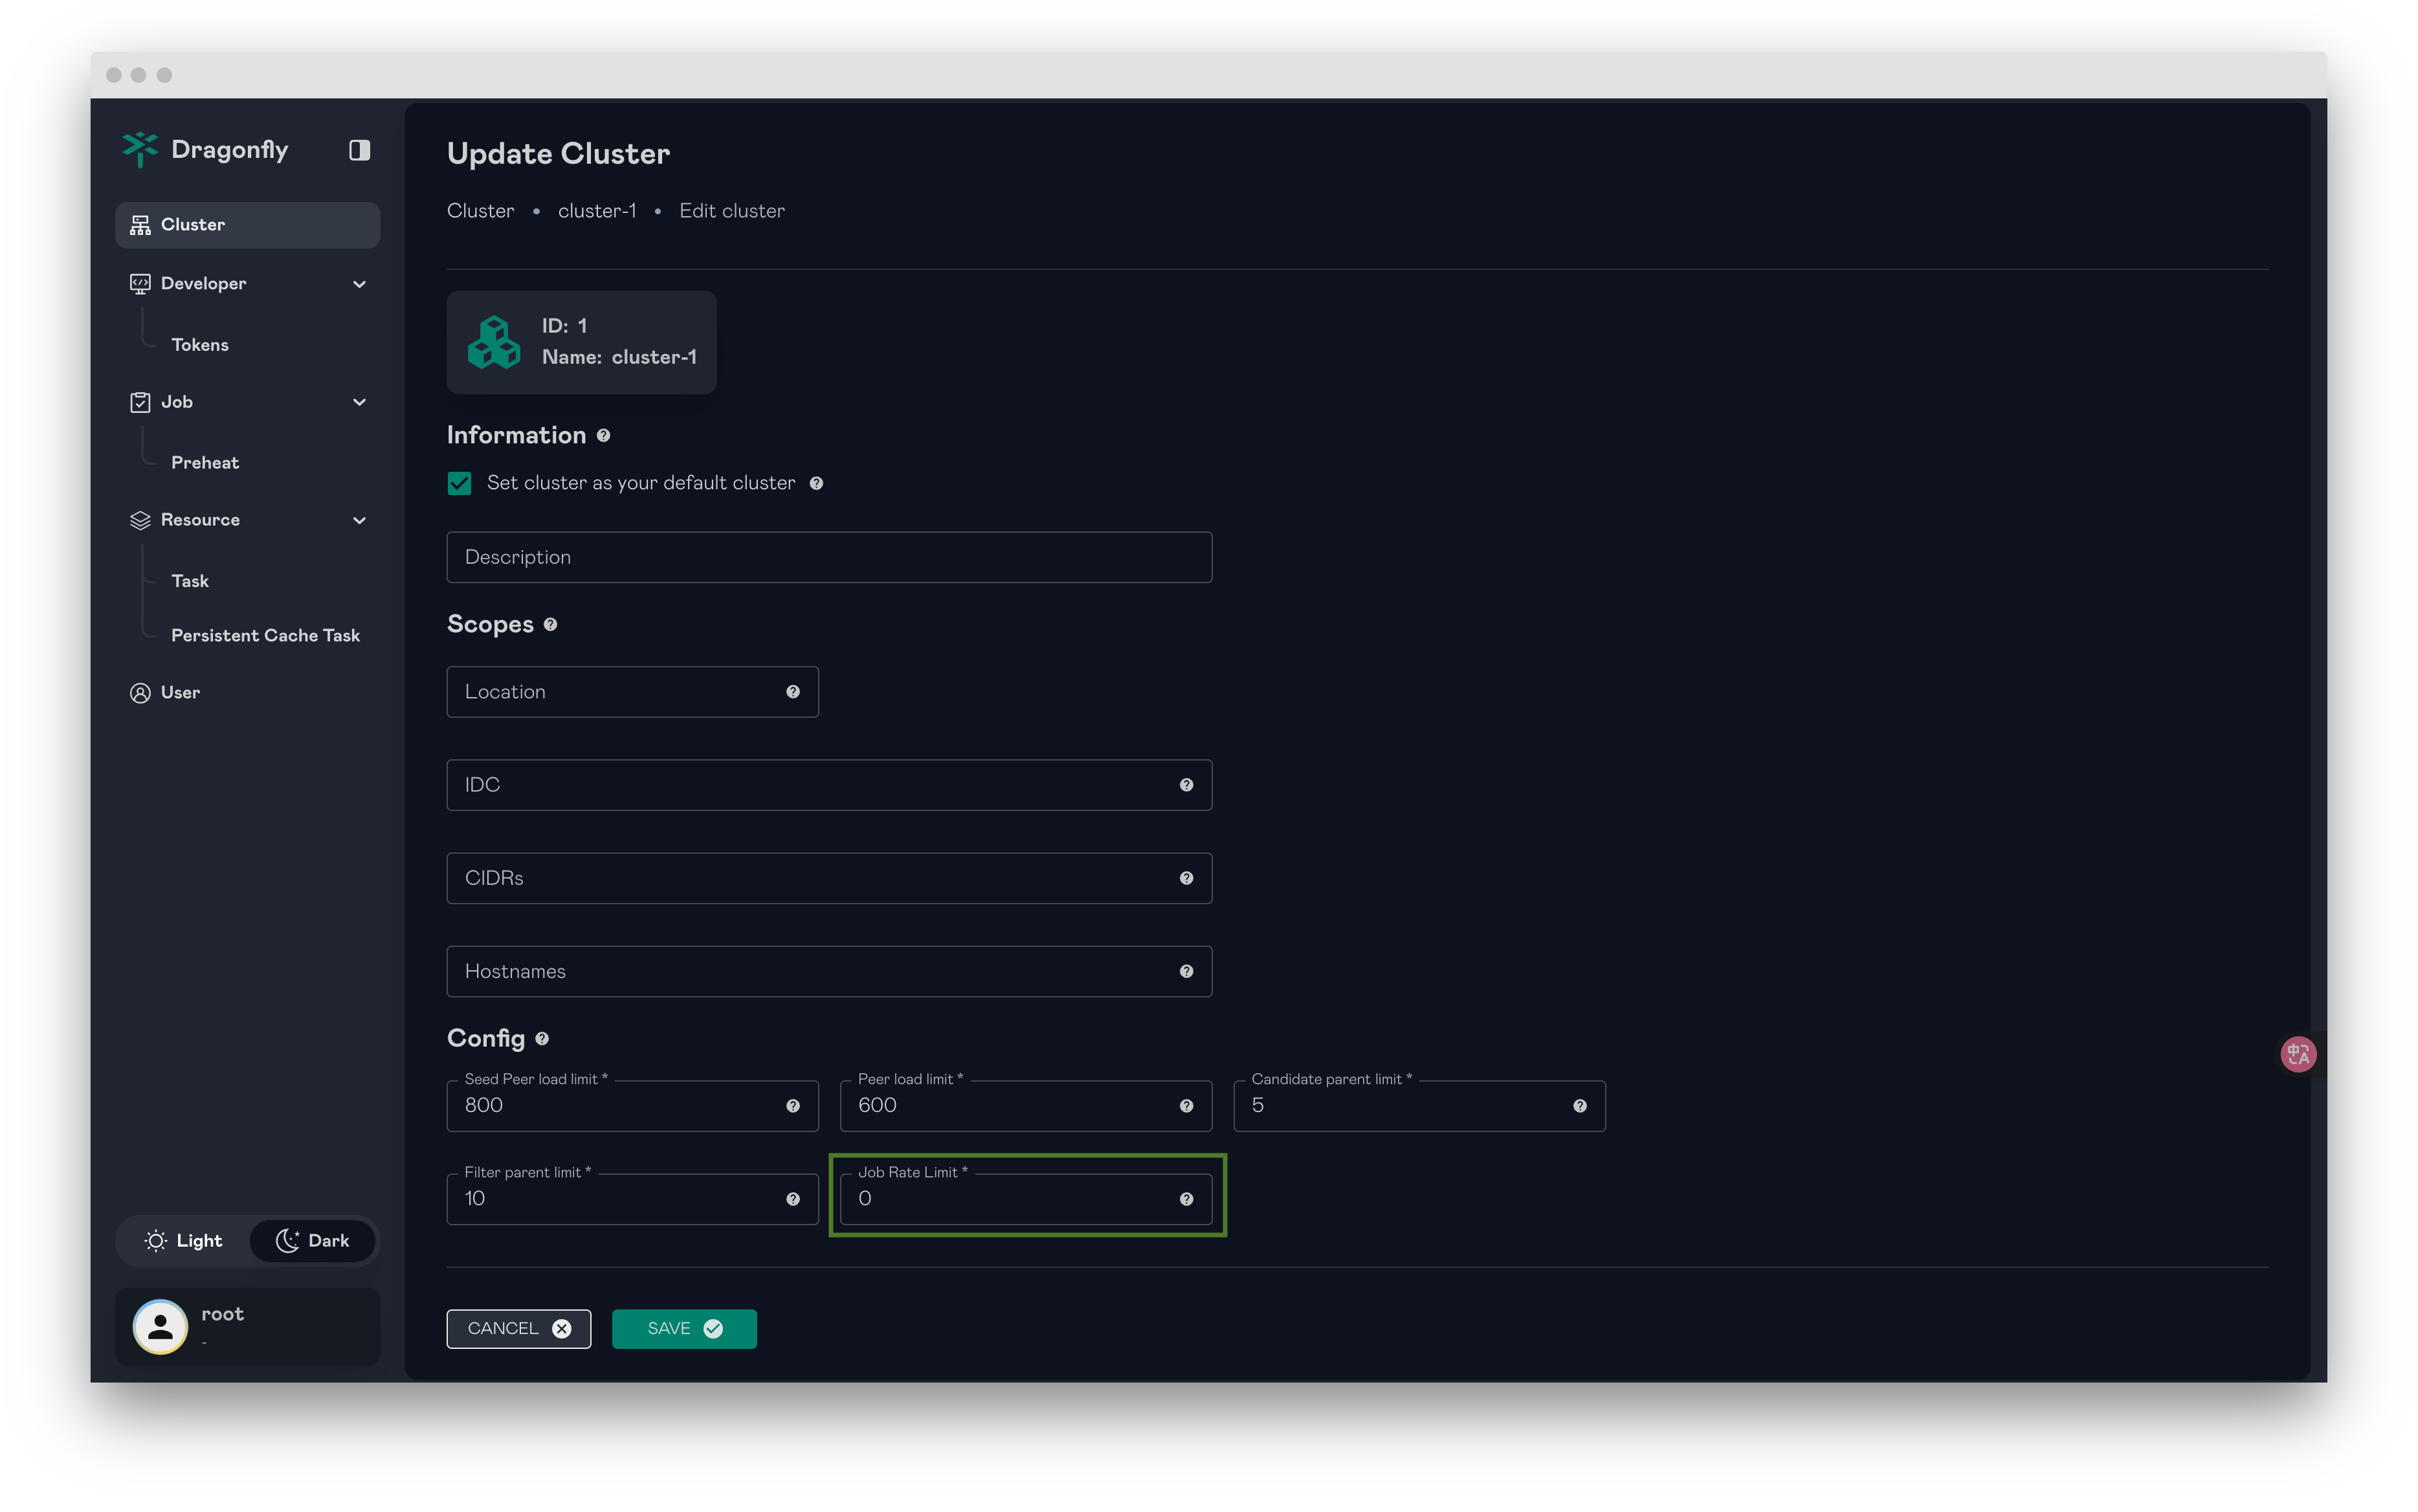 Dragonfly
Cluster
Developer
Tokens
Job
Preheat
Resource
Task
Persistent Cache Task
User
Light
Dark
root
-
Update Cluster
Cluster • cluster-1 • Edit cluster
ID: 1
Name: cluster-1
Information
Set cluster as your default cluster
Description
Scopes
Location
IDC
CIDRs
Hostnames
Config
Seed Peer load limit *
800
Peer load limit *
600
Candidate parent limit *
5
Filter parent limit *
10
Job Rate Limit *
0
CANCEL
SAVE
中 A